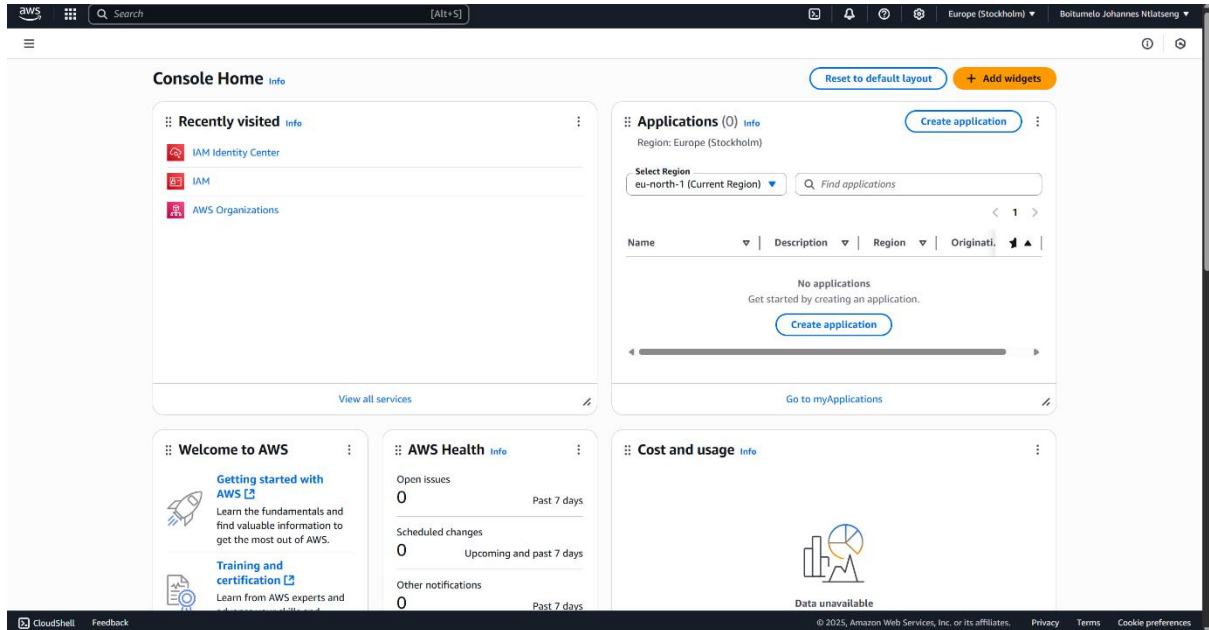 aws
Search [Alt+S]
Europe (Stockholm) ▼ Boitumelo Johannes Ntlatseng ▼
Console Home Info
Reset to default layout
+ Add widgets
Recently visited Info
IAM Identity Center
IAM
AWS Organizations
View all services
Applications (0) Info
Create application
Region: Europe (Stockholm)
Select Region
eu-north-1 (Current Region)
Find applications
1
Name Description Region Originati.
No applications
Get started by creating an application.
Create application
Go to myApplications
Welcome to AWS
Getting started with
AWS
Learn the fundamentals and
find valuable information to
get the most out of AWS.
Training and
certification
Learn from AWS experts and
AWS Health Info
Open issues
0 Past 7 days
Scheduled changes
0 Upcoming and past 7 days
Other notifications
0 Past 7 days
Cost and usage Info
Data unavailable
CloudShell Feedback
© 2025, Amazon Web Services, Inc. or its affiliates. Privacy Terms Cookie preferences